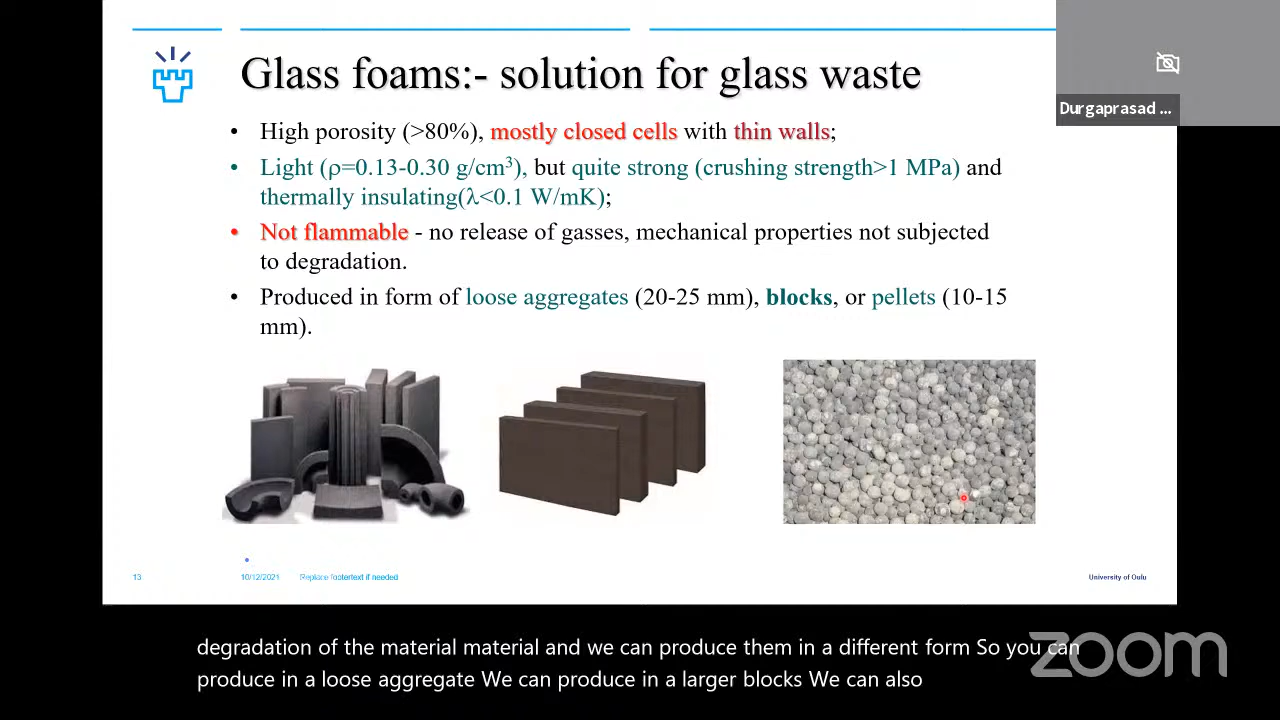 Glass foams:- solution for glass waste
Durgaprasad ...
• High porosity (>80%), mostly closed cells with thin walls;
• Light (ρ=0.13-0.30 g/cm³), but quite strong (crushing strength>1 MPa) and
thermally insulating(λ<0.1 W/mK);
• Not flammable - no release of gasses, mechanical properties not subjected
to degradation.
• Produced in form of loose aggregates (20-25 mm), blocks, or pellets (10-15
mm).
•
13 10/12/2021 Replace footertext if needed University of Oulu
degradation of the material material and we can produce them in a different form So you can
produce in a loose aggregate We can produce in a larger blocks We can also
zoom